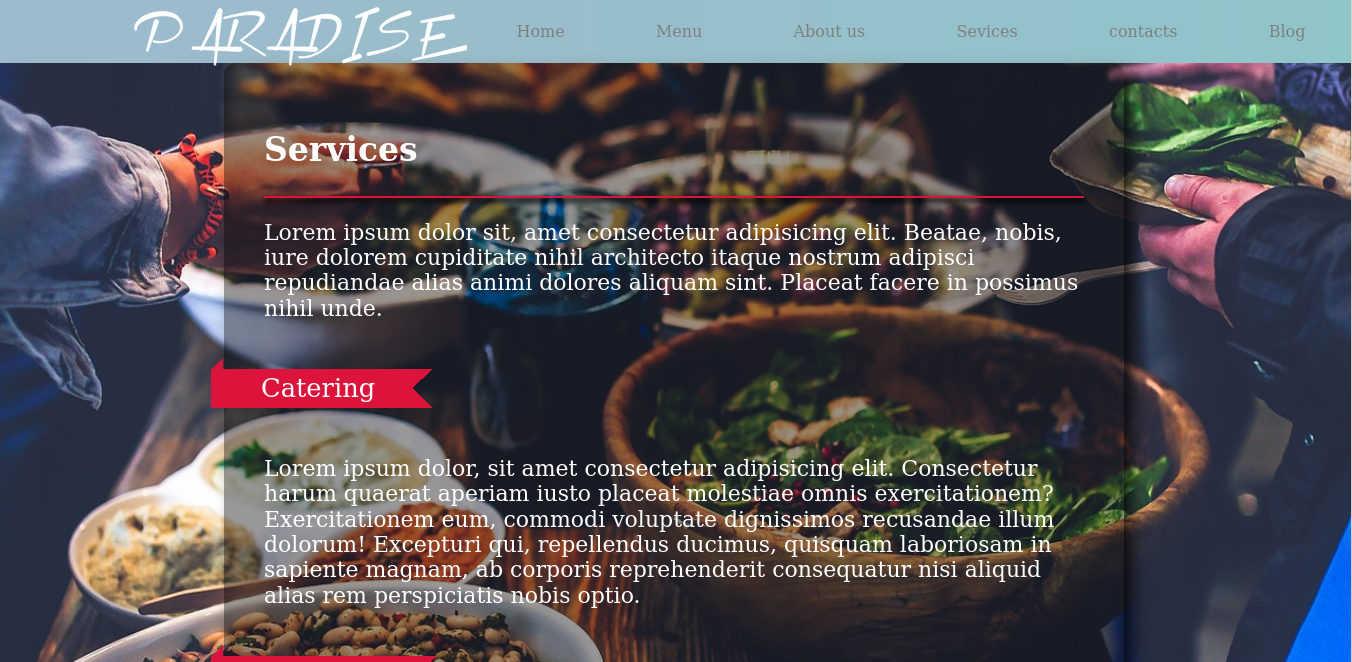 PARADISE
Home Menu About us Sevices contacts Blog
Services
Lorem ipsum dolor sit, amet consectetur adipisicing elit. Beatae, nobis,
iure dolorem cupiditate nihil architecto itaque nostrum adipisci
repudiandae alias animi dolores aliquam sint. Placeat facere in possimus
nihil unde.
Catering
Lorem ipsum dolor, sit amet consectetur adipisicing elit. Consectetur
harum quaerat aperiam iusto placeat molestiae omnis exercitationem?
Exercitationem eum, commodi voluptate dignissimos recusandae illum
dolorum! Excepturi qui, repellendus ducimus, quisquam laboriosam in
sapiente magnam, ab corporis reprehenderit consequatur nisi aliquid
alias rem perspiciatis nobis optio.